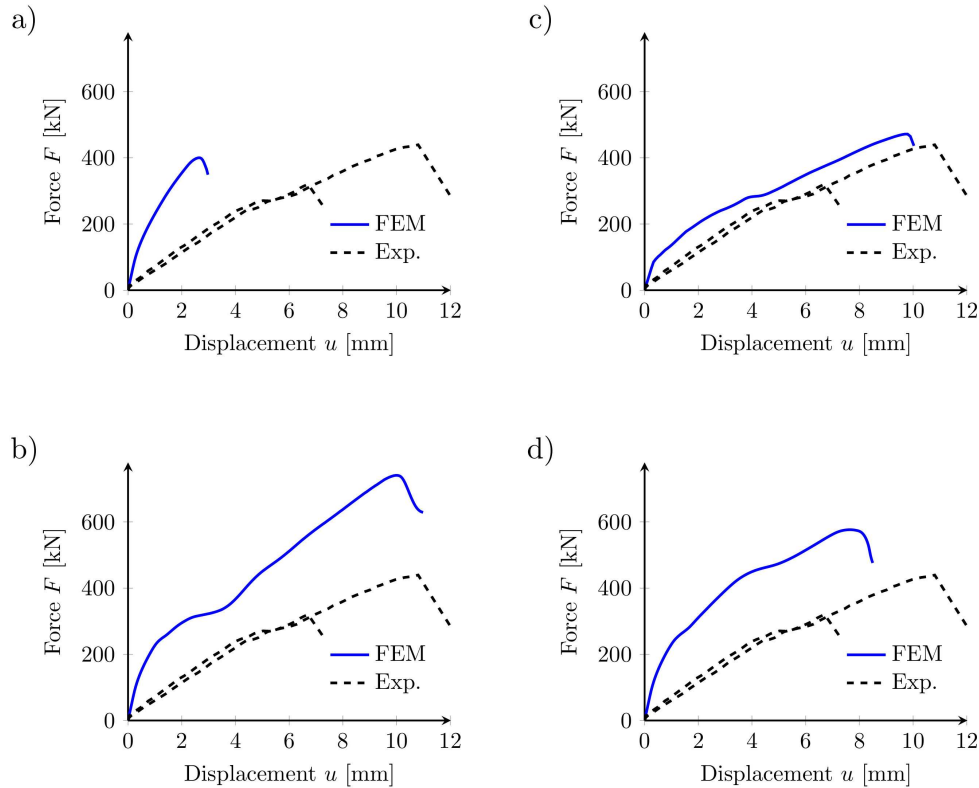 a)
600
400
200
0
Force F [kN]
FEM
Exp.
0 2 4 6 8 10 12
Displacement u [mm]
c)
600
400
200
0
Force F [kN]
FEM
Exp.
0 2 4 6 8 10 12
Displacement u [mm]
b)
600
400
200
0
Force F [kN]
FEM
Exp.
0 2 4 6 8 10 12
Displacement u [mm]
d)
600
400
200
0
Force F [kN]
FEM
Exp.
0 2 4 6 8 10 12
Displacement u [mm]